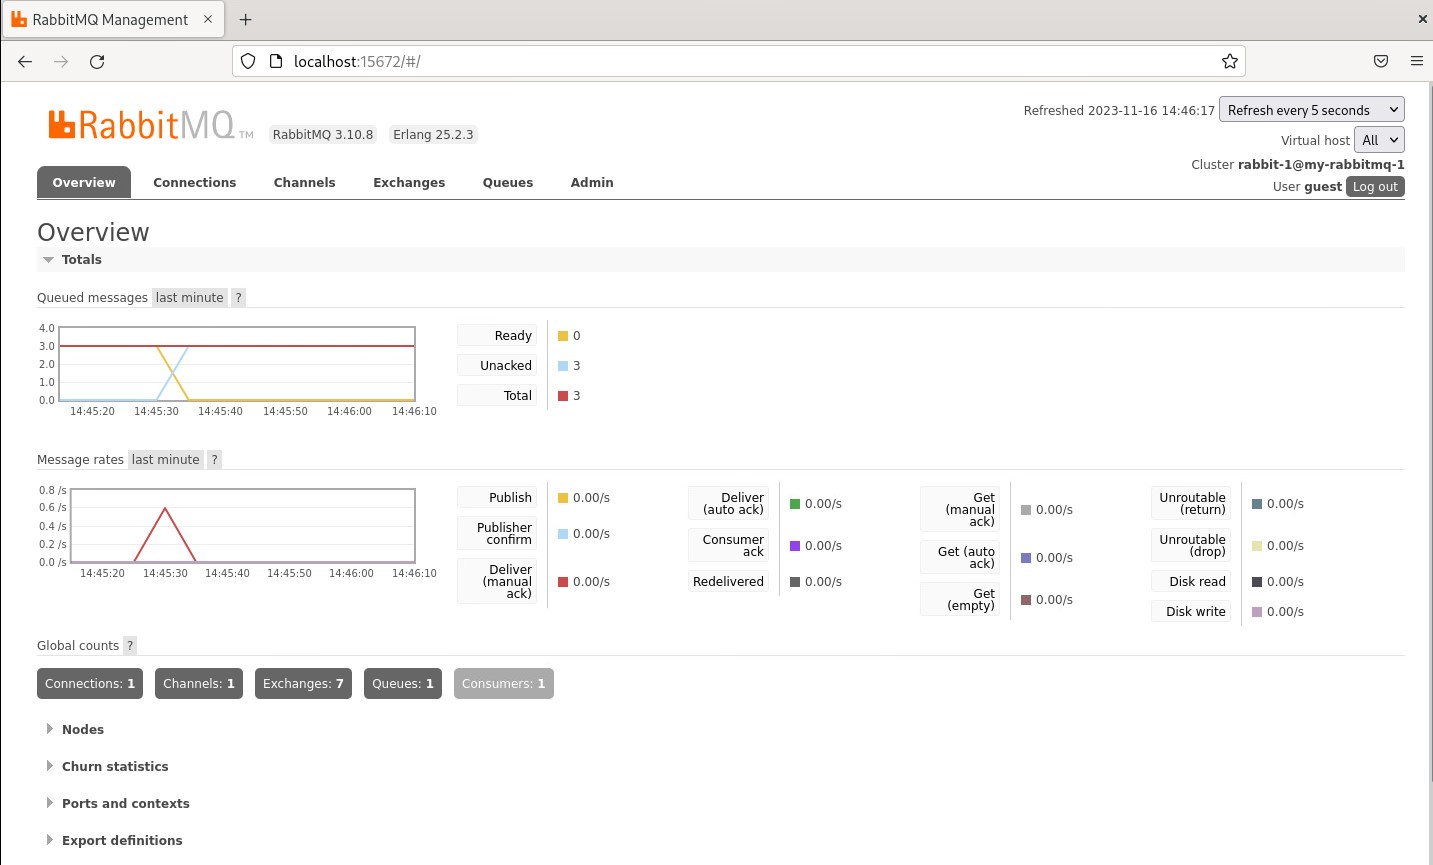 RabbitMQ Management
localhost:15672/#/
RabbitMQ TM
RabbitMQ 3.10.8
Erlang 25.2.3
Refreshed 2023-11-16 14:46:17 Refresh every 5 seconds
Virtual host All
Cluster rabbit-1@my-rabbitmq-1
User guest Log out
Overview Connections Channels Exchanges Queues Admin
Overview
Totals
Queued messages last minute ?
4.0
3.0
2.0
1.0
0.0
14:45:20 14:45:30 14:45:40 14:45:50 14:46:00 14:46:10
Ready 0
Unacked 3
Total 3
Message rates last minute ?
0.8 /s
0.6 /s
0.4 /s
0.2 /s
0.0 /s
14:45:20 14:45:30 14:45:40 14:45:50 14:46:00 14:46:10
Publish 0.00/s
Publisher
confirm 0.00/s
Deliver
(manual
ack) 0.00/s
Deliver
(auto ack) 0.00/s
Consumer
ack 0.00/s
Redelivered 0.00/s
Get
(manual
ack) 0.00/s
Get (auto
ack) 0.00/s
Get
(empty) 0.00/s
Unroutable
(return) 0.00/s
Unroutable
(drop) 0.00/s
Disk read 0.00/s
Disk write 0.00/s
Global counts ?
Connections: 1 Channels: 1 Exchanges: 7 Queues: 1 Consumers: 1
Nodes
Churn statistics
Ports and contexts
Export definitions